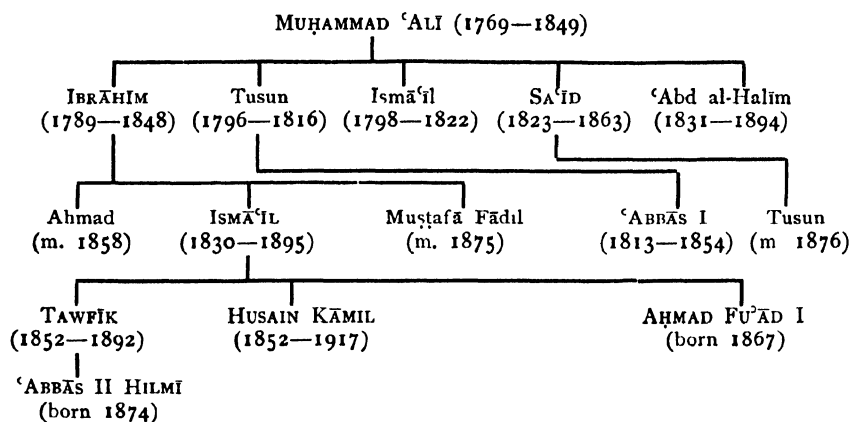 MUḤAMMAD ʿALĪ (1769—1849)
IBRĀHĪM Tusun Ismāʿīl SAʿĪD ʿAbd al-Halīm
(1789—1848) (1796—1816) (1798—1822) (1823—1863) (1831—1894)
Ahmad ISMĀʿĪL Muṣṭafā Fādil ʿABBĀS I Tusun
(m. 1858) (1830—1895) (m. 1875) (1813—1854) (m 1876)
TAWFĪK HUSAIN KĀMIL AḤMAD FUʾĀD I
(1852—1892) (1852—1917) (born 1867)
ʿABBĀS II HILMĪ
(born 1874)